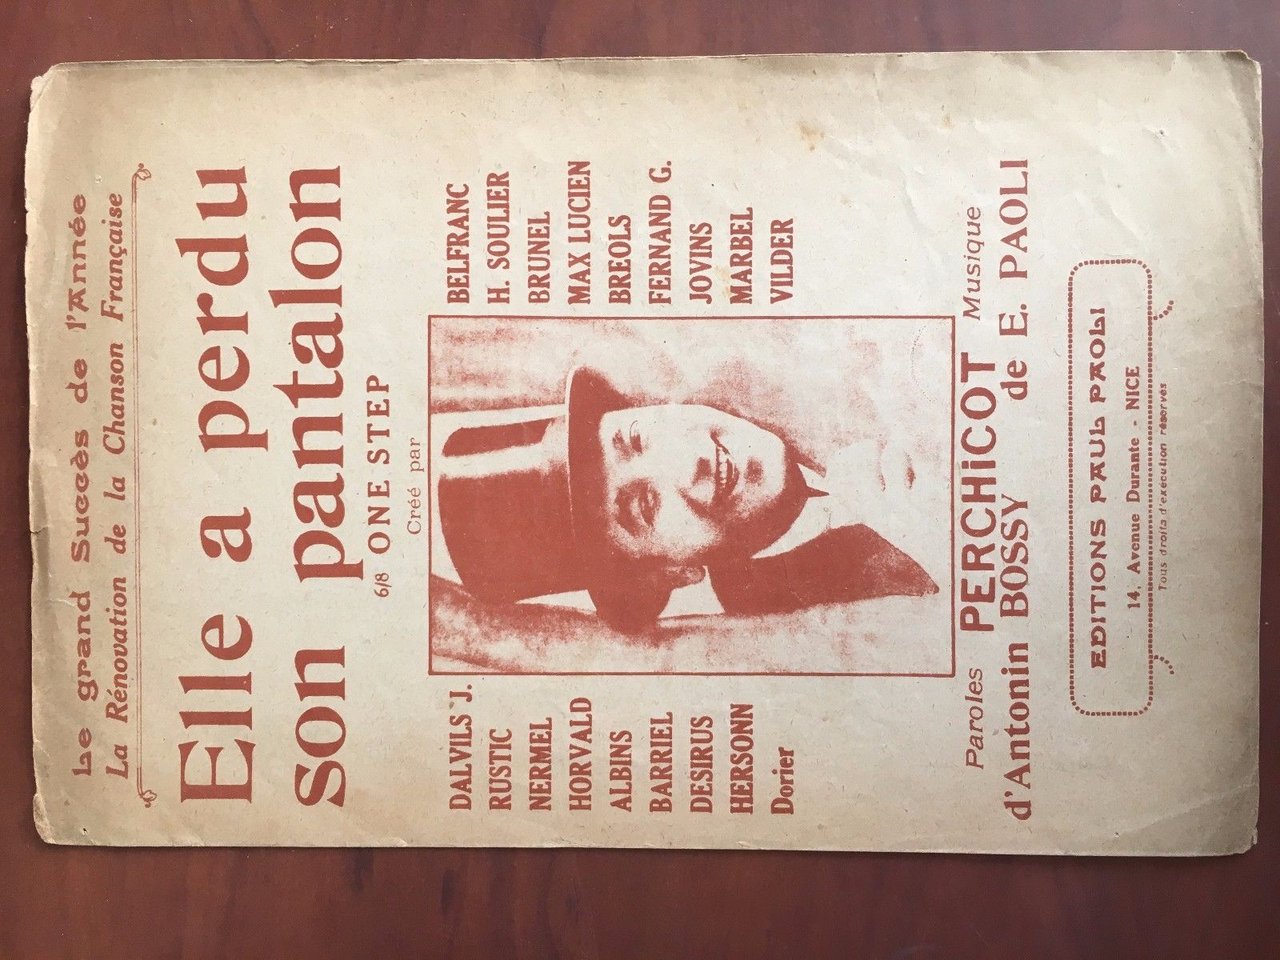 Le grand Succès de l'Année
La Rénovation de la Chanson Française
Elle a perdu
son pantalon
6/8 ONE STEP
Créé par
DALVILS J.
RUSTIC
NERMEL
HORVALD
ALBINS
BARRIEL
DESIRUS
HERSONN
Dorier
BELFRANC
H. SOULIER
BRUNEL
MAX LUCIEN
BREOLS
FERNAND G.
JOVINS
MARBEL
VILDER
PERCHiCOT
Paroles
d'Antonin BOSSY
Musique
de E. PAOLI
EDITIONS PAUL PAOLI
14, Avenue Durante - NICE
Tous droits d'exécution réservés